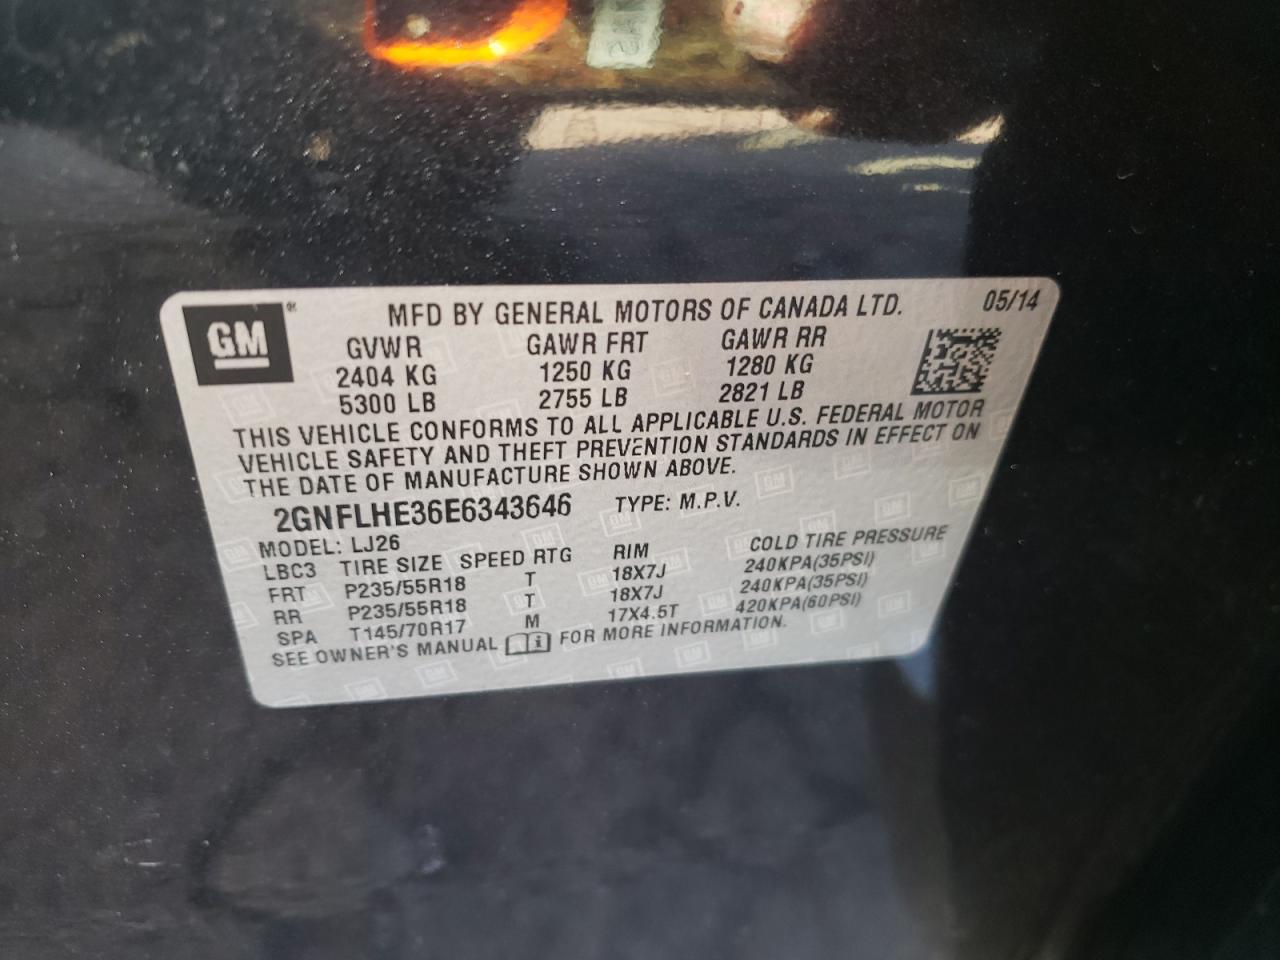 GM® MFD BY GENERAL MOTORS OF CANADA LTD. 05/14
GVWR GAWR FRT GAWR RR
2404 KG 1250 KG 1280 KG
5300 LB 2755 LB 2821 LB
THIS VEHICLE CONFORMS TO ALL APPLICABLE U.S. FEDERAL MOTOR
VEHICLE SAFETY AND THEFT PREVENTION STANDARDS IN EFFECT ON
THE DATE OF MANUFACTURE SHOWN ABOVE.
2GNFLHE36E6343646 TYPE: M.P.V.
MODEL: LJ26
LBC3 TIRE SIZE SPEED RTG RIM COLD TIRE PRESSURE
FRT P235/55R18 T 18X7J 240KPA(35PSI)
RR P235/55R18 T 18X7J 240KPA(35PSI)
SPA T145/70R17 M 17X4.5T 420KPA(60PSI)
SEE OWNER'S MANUAL i FOR MORE INFORMATION.